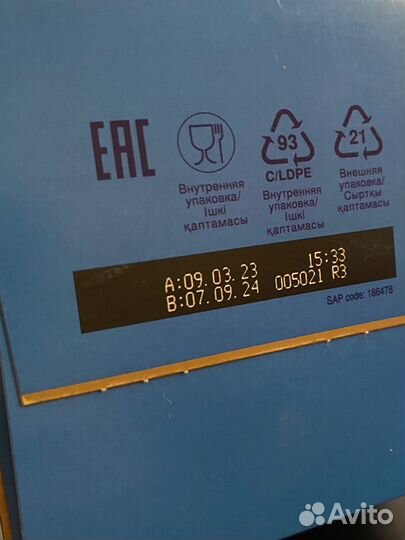 EAC
93
21
C/LDPE
Внутренняя
упаковка/
Ішкі
қаптамасы
Внутренняя
упаковка/
Ішкі
қаптамасы
Внешняя
упаковка/
Сыртқы
қаптамасы
A:09.03.23 15:33
B:07.09.24 005021 R3
SAP code: 186478
Avito